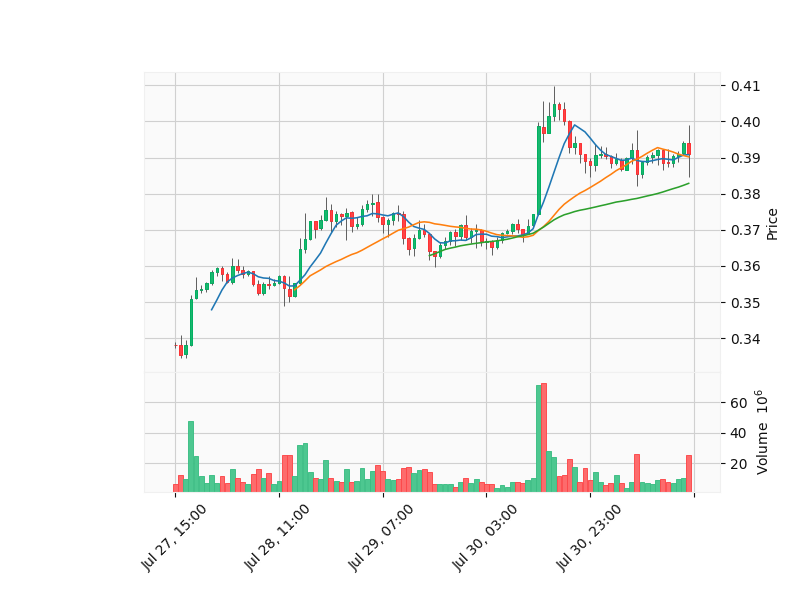 0.41
0.40
0.39
0.38
0.37
0.36
0.35
0.34
Price
60
40
20
Volume 10⁶
Jul 27, 15:00
Jul 28, 11:00
Jul 29, 07:00
Jul 30, 03:00
Jul 30, 23:00